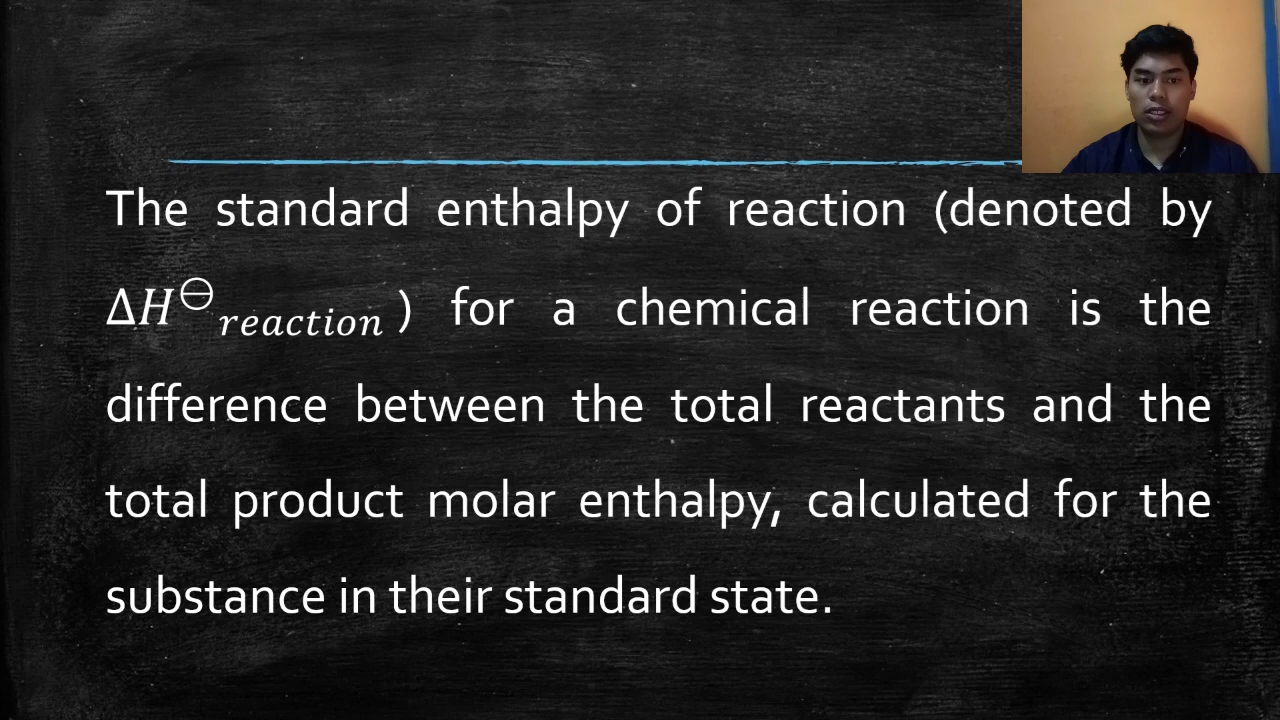 The standard enthalpy of reaction (denoted by
ΔH⊖reaction ) for a chemical reaction is the
difference between the total reactants and the
total product molar enthalpy, calculated for the
substance in their standard state.